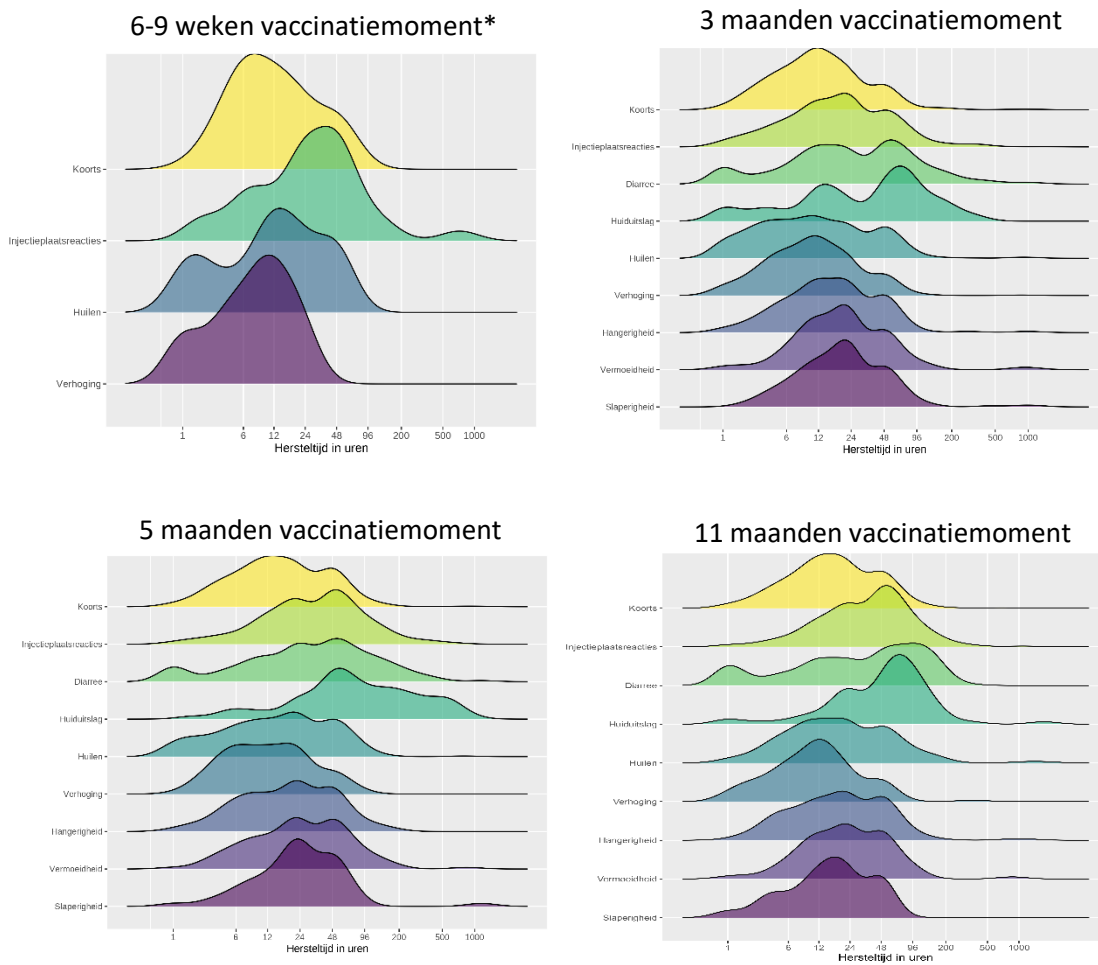 6-9 weken vaccinatiemoment*
Koorts
Injectieplaatsreacties
Huilen
Verhoging
1 6 12 24 48 96 200 500 1000
Hersteltijd in uren
3 maanden vaccinatiemoment
Koorts
Injectieplaatsreacties
Diarree
Huiduitslag
Huilen
Verhoging
Hangerigheid
Vermoeidheid
Slaperigheid
1 6 12 24 48 96 200 500 1000
Hersteltijd in uren
5 maanden vaccinatiemoment
Koorts
Injectieplaatsreacties
Diarree
Huiduitslag
Huilen
Verhoging
Hangerigheid
Vermoeidheid
Slaperigheid
1 6 12 24 48 96 200 500 1000
Hersteltijd in uren
11 maanden vaccinatiemoment
Koorts
Injectieplaatsreacties
Diarree
Huiduitslag
Huilen
Verhoging
Hangerigheid
Vermoeidheid
Slaperigheid
1 6 12 24 48 96 200 500 1000
Hersteltijd in uren